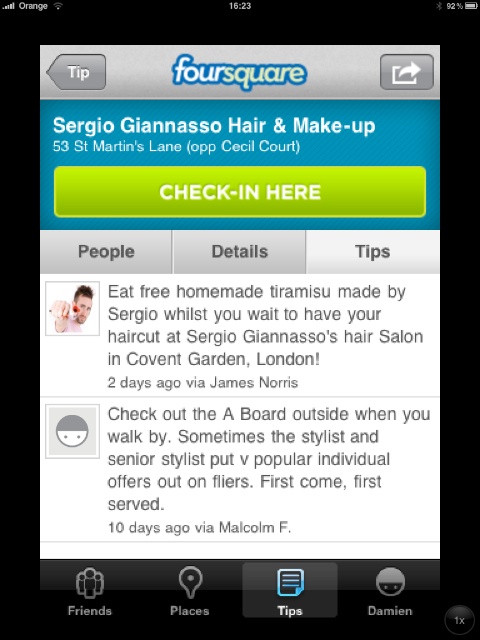 Orange 16:23 92%
Tip foursquare
Sergio Giannasso Hair & Make-up
53 St Martin's Lane (opp Cecil Court)
CHECK-IN HERE
People Details Tips
Eat free homemade tiramisu made by
Sergio whilst you wait to have your
haircut at Sergio Giannasso's hair Salon
in Covent Garden, London!
2 days ago via James Norris
Check out the A Board outside when you
walk by. Sometimes the stylist and
senior stylist put v popular individual
offers out on fliers. First come, first
served.
10 days ago via Malcolm F.
Friends Places Tips Damien
1x